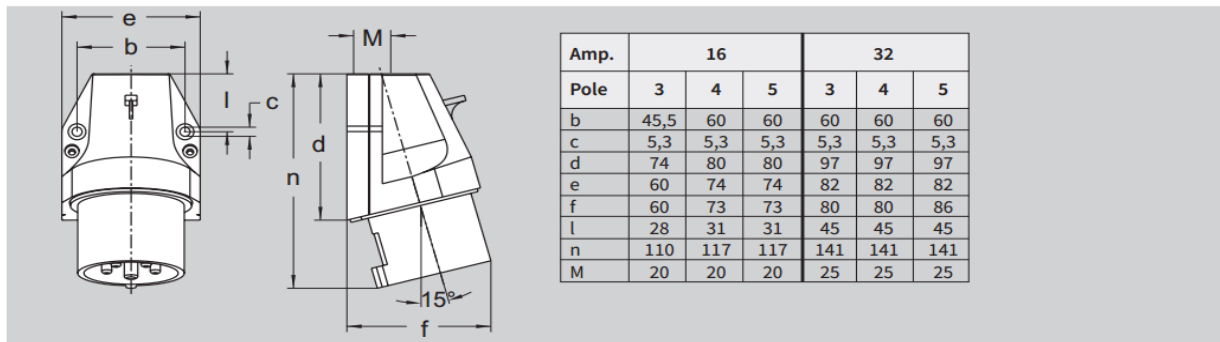 e
b
M
l
c
d
n
15°
f
Amp. 16 32
Pole 3 4 5 3 4 5
b 45,5 60 60 60 60 60
c 5,3 5,3 5,3 5,3 5,3 5,3
d 74 80 80 97 97 97
e 60 74 74 82 82 82
f 60 73 73 80 80 86
l 28 31 31 45 45 45
n 110 117 117 141 141 141
M 20 20 20 25 25 25